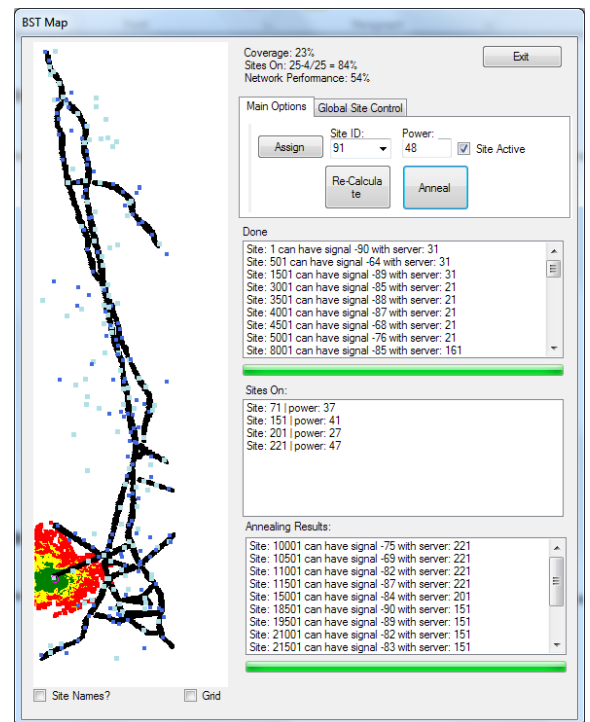 BST Map
Coverage: 23%
Sites On: 25-4/25 = 84%
Network Performance: 54%
Exit
Main Options
Global Site Control
Site ID:
Power:
Assign
91
48
Site Active
Re-Calcula
te
Anneal
Done
Site: 1 can have signal -90 with server: 31
Site: 501 can have signal -64 with server: 31
Site: 1501 can have signal -89 with server: 31
Site: 3001 can have signal -85 with server: 21
Site: 3501 can have signal -88 with server: 21
Site: 4001 can have signal -87 with server: 21
Site: 4501 can have signal -68 with server: 21
Site: 5001 can have signal -76 with server: 21
Site: 8001 can have signal -85 with server: 161
Sites On:
Site: 71 | power: 37
Site: 151 | power: 41
Site: 201 | power: 27
Site: 221 | power: 47
Annealing Results:
Site: 10001 can have signal -75 with server: 221
Site: 10501 can have signal -69 with server: 221
Site: 11001 can have signal -82 with server: 221
Site: 11501 can have signal -87 with server: 221
Site: 15001 can have signal -84 with server: 201
Site: 18501 can have signal -90 with server: 151
Site: 19501 can have signal -89 with server: 151
Site: 21001 can have signal -82 with server: 151
Site: 21501 can have signal -83 with server: 151
Site Names?
Grid